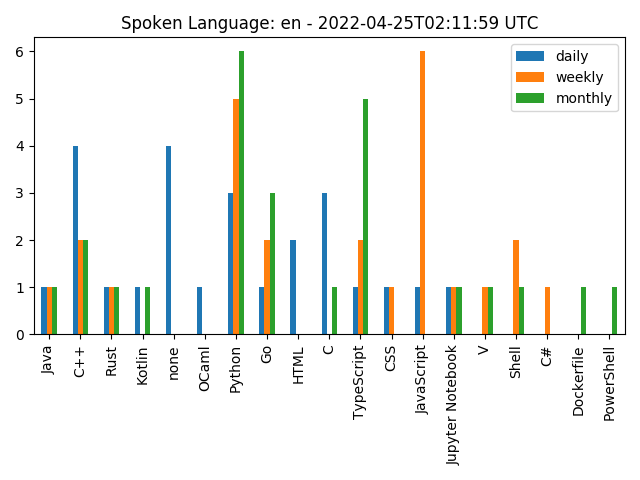 Spoken Language: en - 2022-04-25T02:11:59 UTC
daily
weekly
monthly
6
5
4
3
2
1
0
Java
C++
Rust
Kotlin
none
OCaml
Python
Go
HTML
C
TypeScript
CSS
JavaScript
Jupyter Notebook
V
Shell
C#
Dockerfile
PowerShell